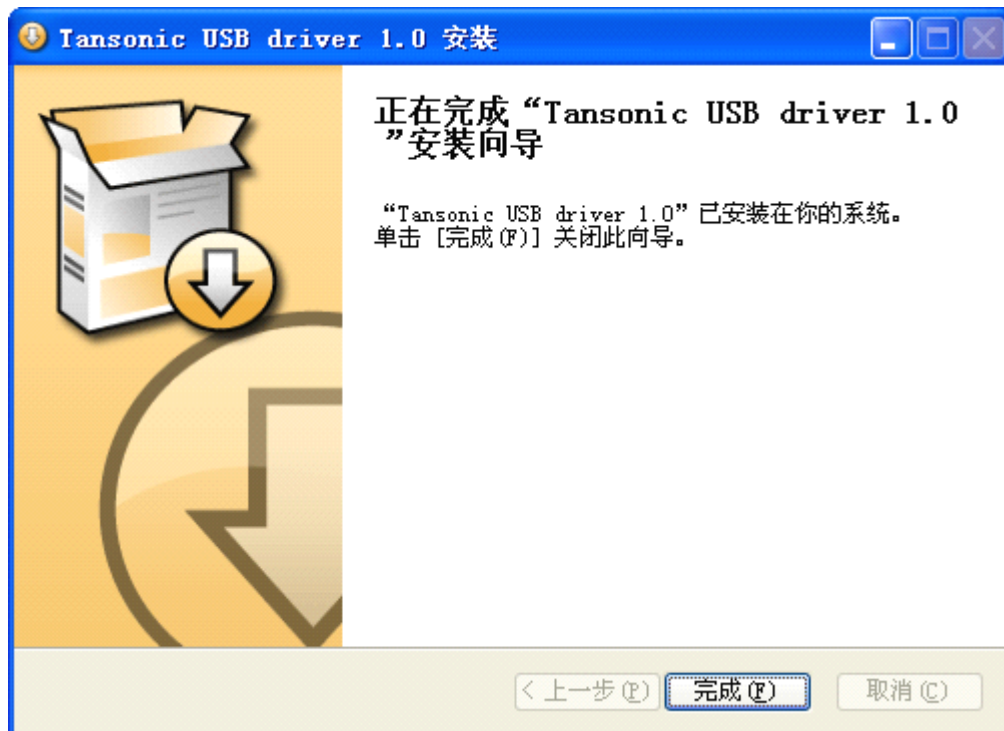 Tansonic USB driver 1.0 安装
正在完成“Tansonic USB driver 1.0
”安装向导
“Tansonic USB driver 1.0”已安装在你的系统。
单击 [完成(F)] 关闭此向导。
< 上一步(P) 完成(F) 取消(C)